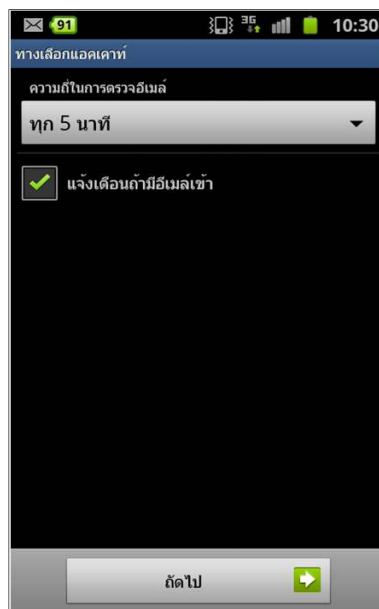 91 3G 10:30
ทางเลือกแอคเคาท์
ความถี่ในการตรวจอีเมล์
ทุก 5 นาที
แจ้งเตือนถ้ามีอีเมล์เข้า
ถัดไป